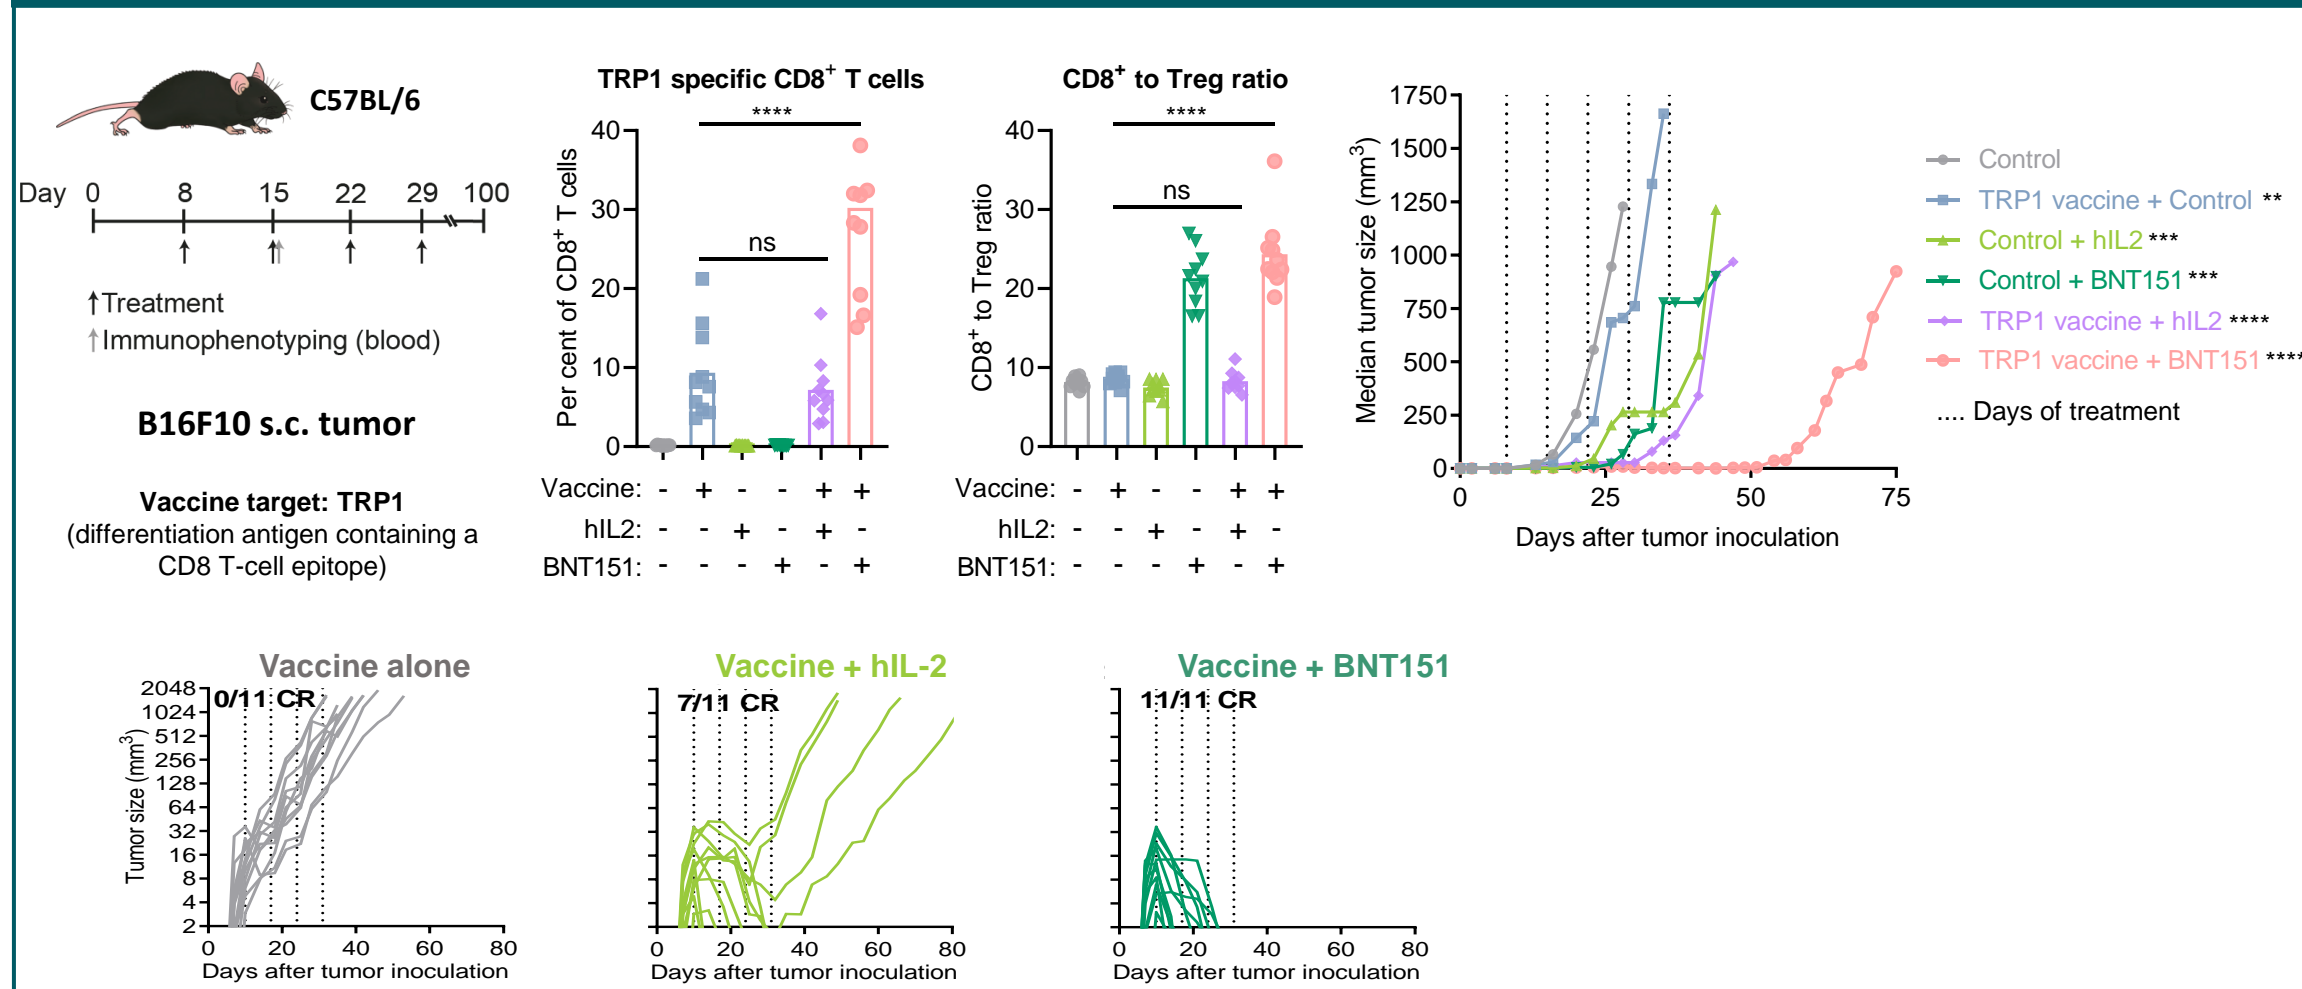 C57BL/6
Day 0 8 15 22 29 100
Treatment
Immunophenotyping (blood)
B16F10 s.c. tumor
Vaccine target: TRP1
(differentiation antigen containing a
CD8 T-cell epitope)
TRP1 specific CD8+ T cells
****
ns
Per cent of CD8+ T cells
40
30
20
10
0
Vaccine: - + - - + +
hIL2: - - + - + -
BNT151: - - - + - +
CD8+ to Treg ratio
****
ns
CD8+ to Treg ratio
40
30
20
10
0
Vaccine: - + - - + +
hIL2: - - + - + -
BNT151: - - - + - +
Median tumor size (mm3)
1750
1500
1250
1000
750
500
250
0
0 25 50 75
Days after tumor inoculation
Control
TRP1 vaccine + Control **
Control + hIL2 ***
Control + BNT151 ***
TRP1 vaccine + hIL2 ****
TRP1 vaccine + BNT151 ****
.... Days of treatment
Vaccine alone
0/11 CR
Tumor size (mm3)
2048
1024
512
256
128
64
32
16
8
4
2
0 20 40 60 80
Days after tumor inoculation
Vaccine + hIL-2
7/11 CR
0 20 40 60 80
Days after tumor inoculation
Vaccine + BNT151
11/11 CR
0 20 40 60 80
Days after tumor inoculation